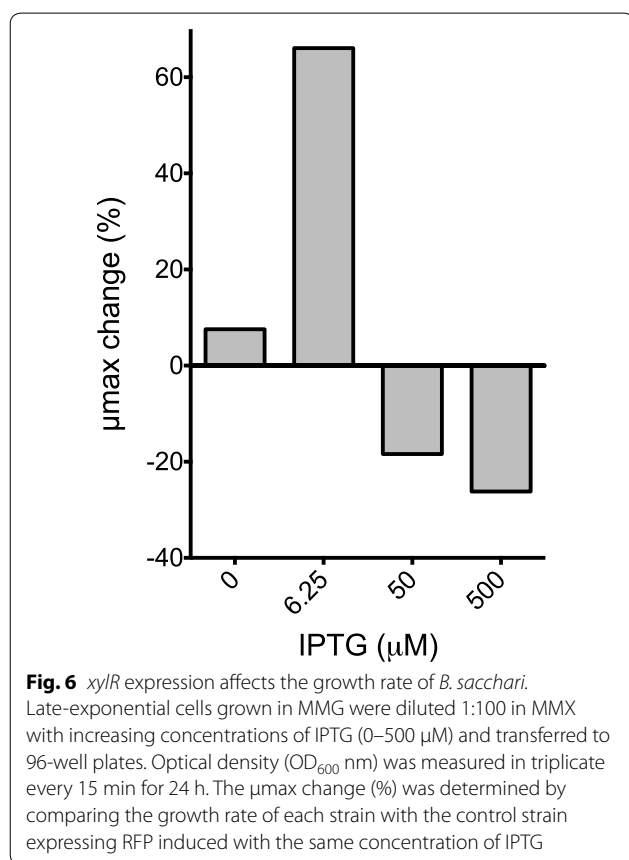 60
40
20
0
-20
-40
µmax change (%)
0
6.25
50
500
IPTG (µM)
Fig. 6 xylR expression affects the growth rate of B. sacchari.
Late-exponential cells grown in MMG were diluted 1:100 in MMX
with increasing concentrations of IPTG (0–500 µM) and transferred to
96-well plates. Optical density (OD600 nm) was measured in triplicate
every 15 min for 24 h. The µmax change (%) was determined by
comparing the growth rate of each strain with the control strain
expressing RFP induced with the same concentration of IPTG